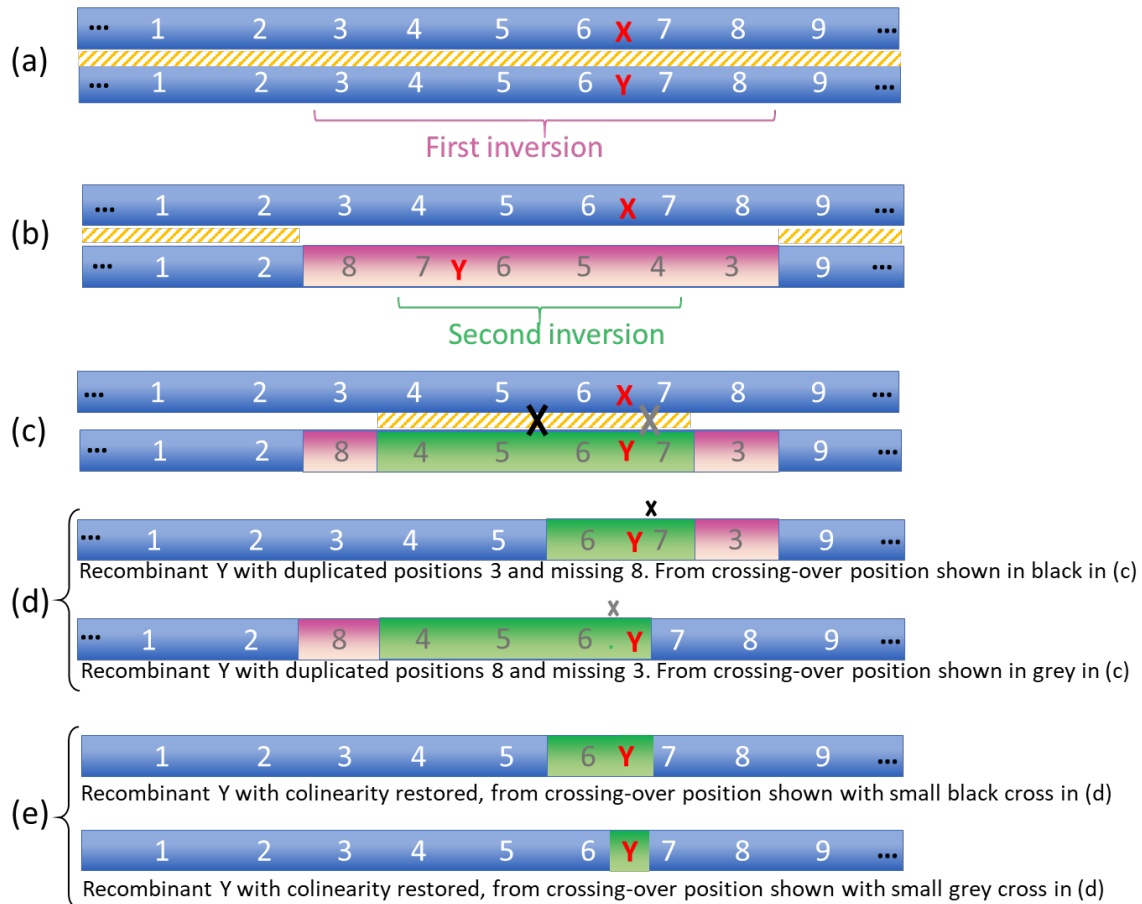 ... 1 2 3 4 5 6 X 7 8 9 ...
(a)
... 1 2 3 4 5 6 Y 7 8 9 ...
First inversion
... 1 2 3 4 5 6 X 7 8 9 ...
(b)
... 1 2 8 7 Y 6 5 4 3 9 ...
Second inversion
... 1 2 3 4 5 6 X 7 8 9 ...
(c) X X
... 1 2 8 4 5 6 Y 7 3 9 ...
x
... 1 2 3 4 5 6 Y 7 3 9 ...
Recombinant Y with duplicated positions 3 and missing 8. From crossing-over position shown in black in (c)
(d)
x
... 1 2 8 4 5 6 Y 7 8 9 ...
Recombinant Y with duplicated positions 8 and missing 3. From crossing-over position shown in grey in (c)
1 2 3 4 5 6 Y 7 8 9 ...
Recombinant Y with colinearity restored, from crossing-over position shown with small black cross in (d)
(e)
1 2 3 4 5 6 Y 7 8 9 ...
Recombinant Y with colinearity restored, from crossing-over position shown with small grey cross in (d)